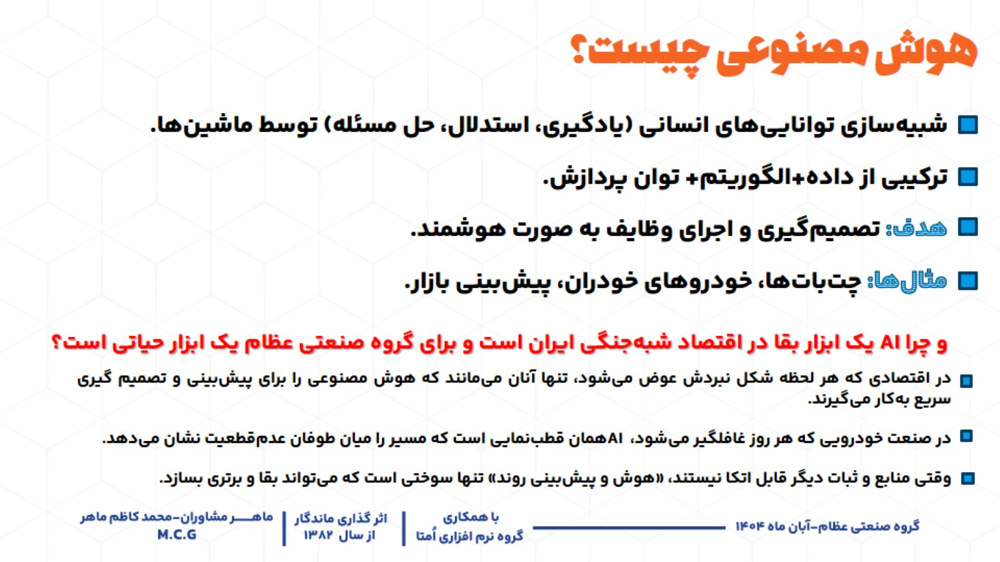 هوش مصنوعی چیست؟
شبیه‌سازی توانایی‌های انسانی (یادگیری، استدلال، حل مسئله) توسط ماشین‌ها.
ترکیبی از داده+الگوریتم+ توان پردازش.
هدف: تصمیم‌گیری و اجرای وظایف به صورت هوشمند.
مثال‌ها: چت‌بات‌ها، خودروهای خودران، پیش‌بینی بازار.
و چرا AI یک ابزار بقا در اقتصاد شبه‌جنگی ایران است و برای گروه صنعتی عظام یک ابزار حیاتی است؟
در اقتصادی که هر لحظه شکل نبردش عوض می‌شود، تنها آنان می‌مانند که هوش مصنوعی را برای پیش‌بینی و تصمیم گیری
سریع به‌کار می‌گیرند.
در صنعت خودرویی که هر روز غافلگیر می‌شود، AIهمان قطب‌نمایی است که مسیر را میان طوفان عدم‌قطعیت نشان می‌دهد.
وقتی منابع و ثبات دیگر قابل اتکا نیستند، «هوش و پیش‌بینی روند» تنها سوختی است که می‌تواند بقا و برتری بسازد.
گروه صنعتی عظام-آبان ماه ۱۴۰۴
با همکاری
گروه نرم افزاری اُمتا
اثر گذاری ماندگار
از سال ۱۳۸۲
ماهـــر مشاوران-محمد کاظم ماهر
M.C.G